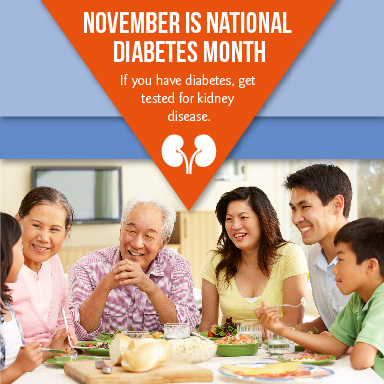 NOVEMBER IS NATIONAL
DIABETES MONTH
If you have diabetes, get
tested for kidney
disease.